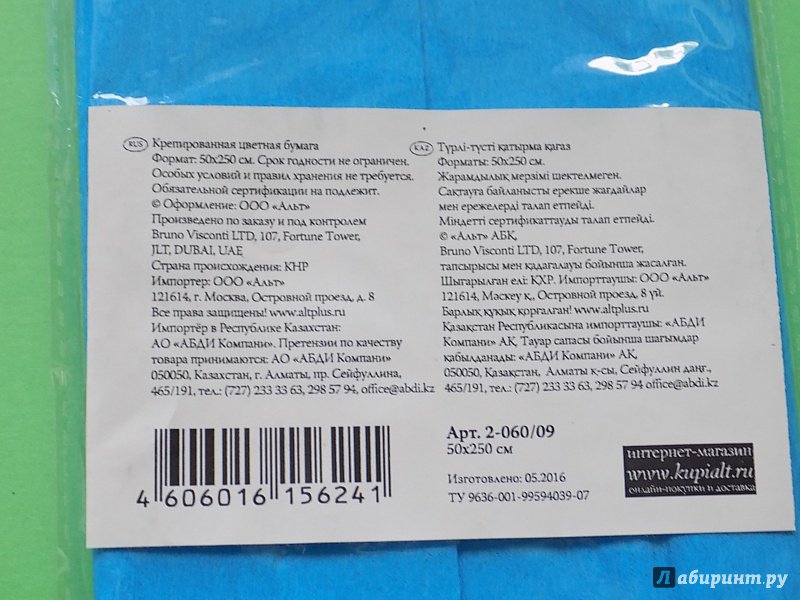 RUS Крепированная цветная бумага
Формат: 50х250 см. Срок годности не ограничен.
Особых условий и правил хранения не требуется.
Обязательной сертификации на подлежит.
© Оформление: ООО «Альт»
Произведено по заказу и под контролем
Bruno Visconti LTD, 107, Fortune Tower,
JLT, DUBAI, UAE
Страна происхождения: КНР
Импортер: ООО «Альт»
121614, г. Москва, Островной проезд, д. 8
Все права защищены! www.altplus.ru
Импортёр в Республике Казахстан:
АО «АБДИ Компани». Претензии по качеству
товара принимаются: АО «АБДИ Компани»
050050, Казахстан, г. Алматы, пр. Сейфуллина,
465/191, тел.: (727) 233 33 63, 298 57 94, office@abdi.kz
KAZ Түрлі-түсті қатырма қағаз
Форматы: 50х250 см.
Жарамдылық мерзімі шектелмеген.
Сақтауға байланысты ерекше жағдайлар
мен ережелерді талап етпейді.
Міндетті сертификаттауды талап етпейді.
© «Альт» АБҚ,
Bruno Visconti LTD, 107, Fortune Tower,
тапсырысы мен қадағалауы бойынша жасалған.
Шығарылған елі: ҚХР. Импорттаушы: ООО «Альт»
121614, Маскеу қ., Островной проезд, 8 үй.
Барлық құқық қорғалған! www.altplus.ru
Қазақстан Республикасына импорттаушы: «АБДИ
Компани» АҚ, Тауар сапасы бойынша шағымдар
қабылданады: «АБДИ Компани» АҚ,
050050, Қазақстан, Алматы қ-сы, Сейфуллин даңғ.,
465/191, тел.: (727) 233 33 63, 298 57 94 office@abdi.kz
4 606016 156241
Арт. 2-060/09
50х250 см
Изготовлено: 05.2016
ТУ 9636-001-99594039-07
интернет-магазин
www.kupialt.ru
онлайн-покупки и доставка
Лабиринт.ру